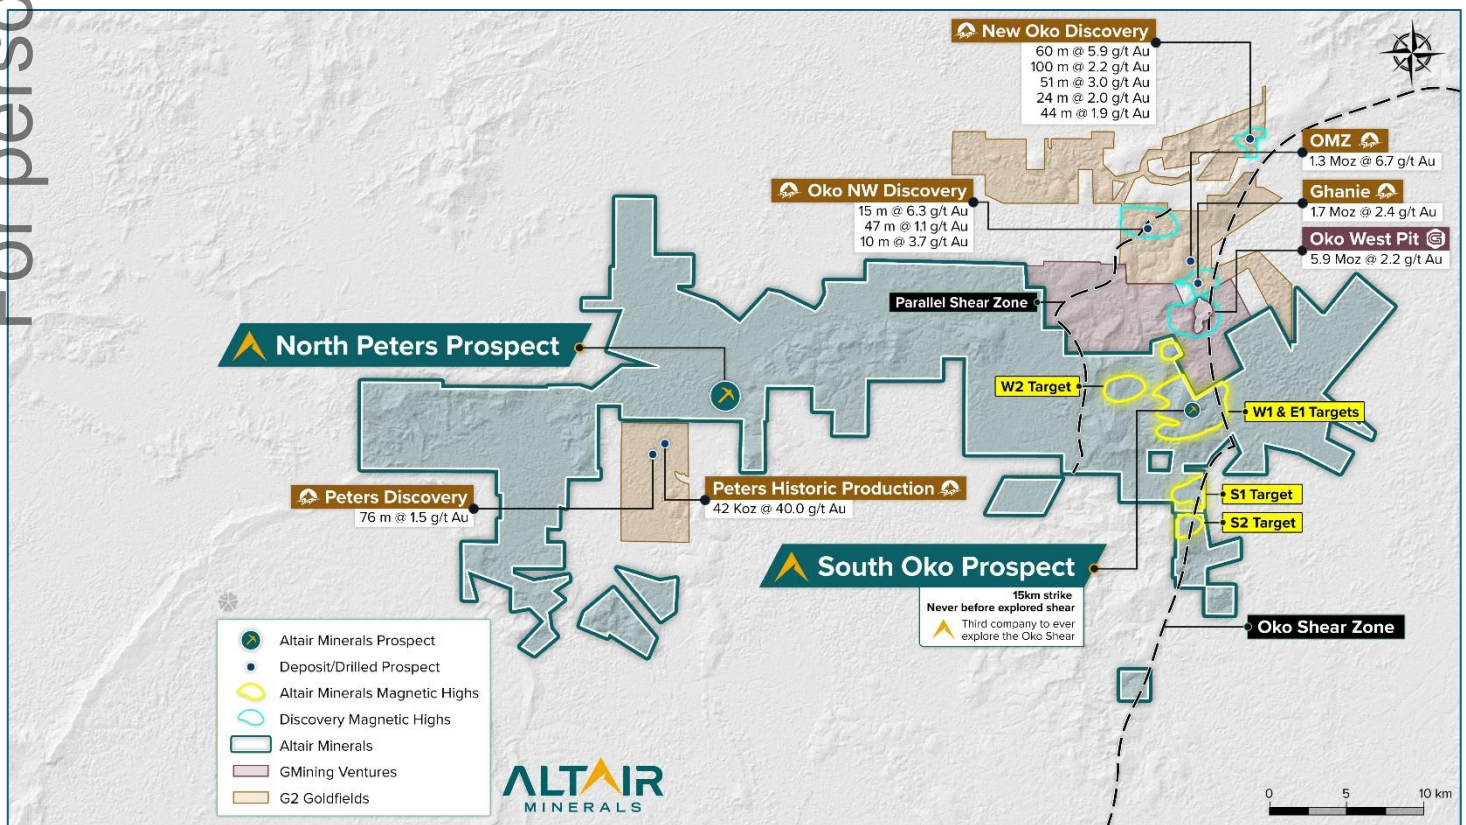 For perso
New Oko Discovery
60 m @ 5.9 g/t Au
100 m @ 2.2 g/t Au
51 m @ 3.0 g/t Au
24 m @ 2.0 g/t Au
44 m @ 1.9 g/t Au
OMZ
1.3 Moz @ 6.7 g/t Au
Oko NW Discovery
15 m @ 6.3 g/t Au
47 m @ 1.1 g/t Au
10 m @ 3.7 g/t Au
Ghanie
1.7 Moz @ 2.4 g/t Au
Oko West Pit
5.9 Moz @ 2.2 g/t Au
Parallel Shear Zone
North Peters Prospect
W2 Target
W1 & E1 Targets
Peters Discovery
76 m @ 1.5 g/t Au
Peters Historic Production
42 Koz @ 40.0 g/t Au
S1 Target
S2 Target
South Oko Prospect
15km strike
Never before explored shear
Third company to ever
explore the Oko Shear
Oko Shear Zone
Altair Minerals Prospect
Deposit/Drilled Prospect
Altair Minerals Magnetic Highs
Discovery Magnetic Highs
Altair Minerals
GMining Ventures
G2 Goldfields
ALTAIR
MINERALS
0 5 10 km